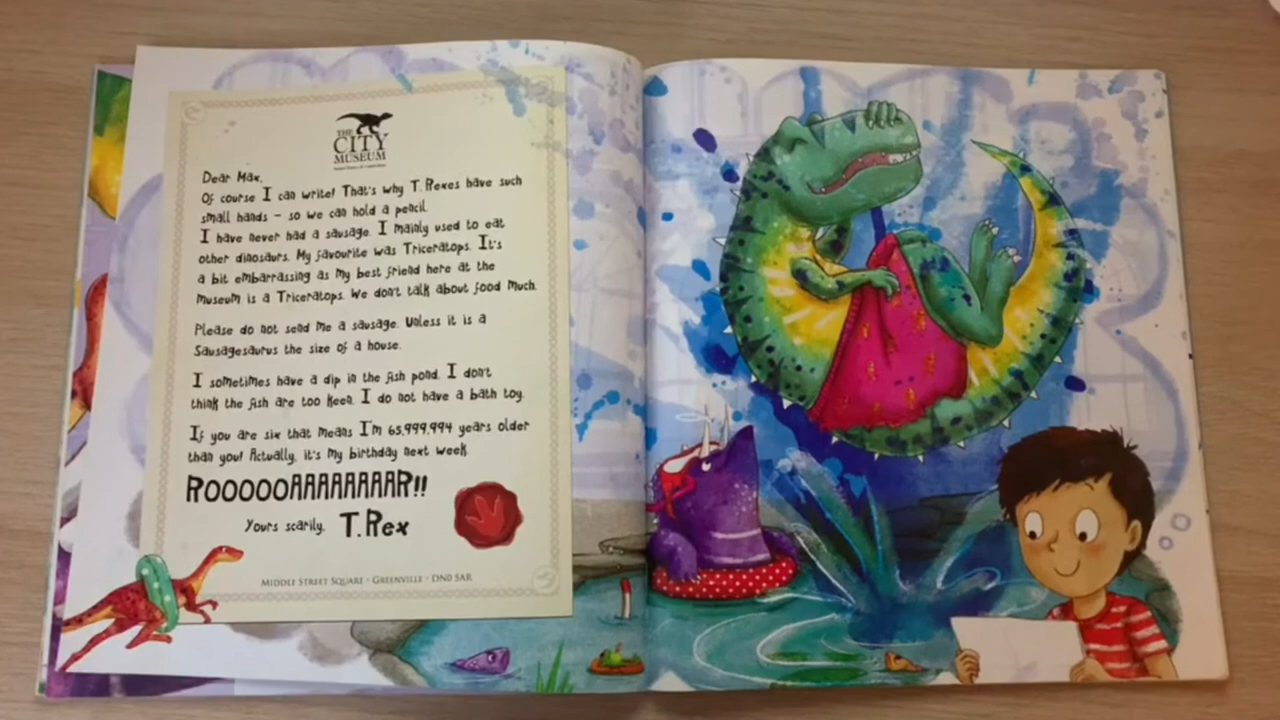 THE
CITY
MUSEUM
Dear Max,
Of course I can write! That's why T. Rexes have such
small hands – so we can hold a pencil.
I have never had a sausage. I mainly used to eat
other dinosaurs. My favourite was Triceratops. It's
a bit embarrassing as my best friend here at the
museum is a Triceratops. We don't talk about food much.
Please do not send me a sausage. Unless it is a
Sausagesaurus the size of a house.
I sometimes have a dip in the fish pond. I don't
think the fish are too keen. I do not have a bath toy.
If you are six that means I'm 65,999,994 years older
than you! Actually, it's my birthday next week.
ROOOOOAAAAAAAAR!!
Yours scarily, T.Rex
MIDDLE STREET SQUARE - GREENVILLE - DN0 5AR